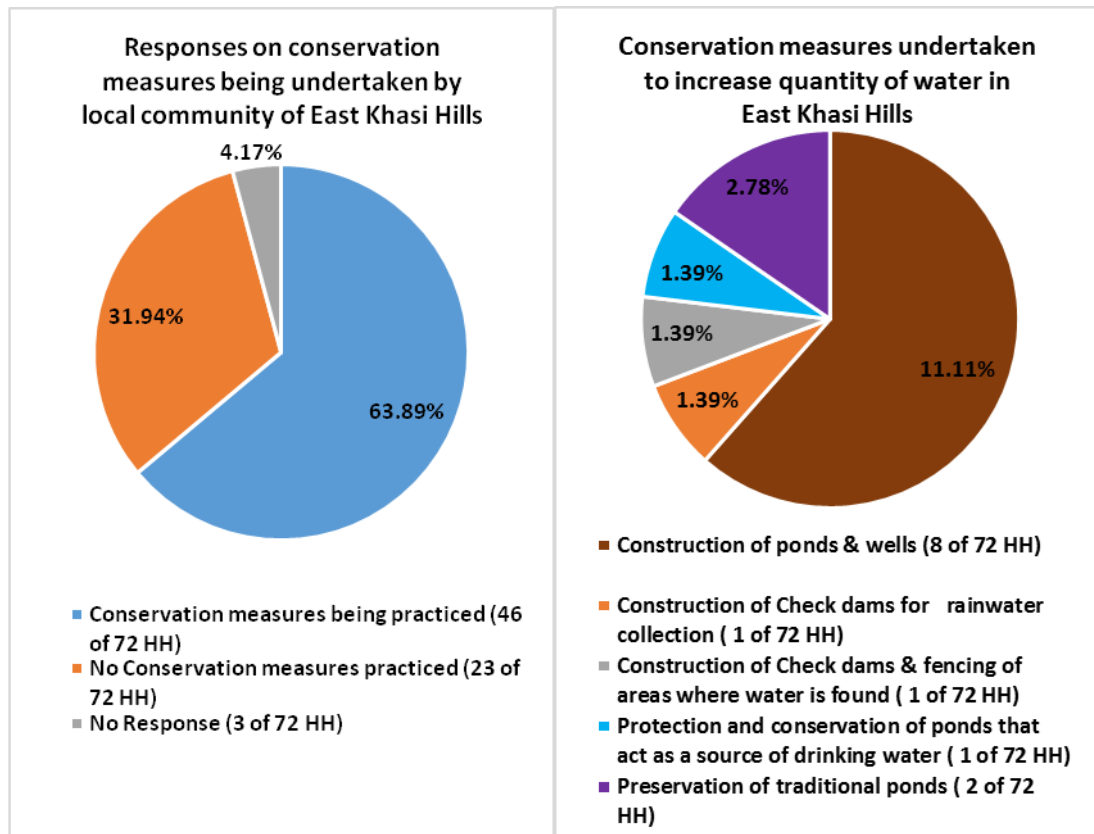 Responses on conservation
measures being undertaken by
local community of East Khasi Hills
4.17%
31.94%
63.89%
Conservation measures being practiced (46
of 72 HH)
No Conservation measures practiced (23 of
72 HH)
No Response (3 of 72 HH)
Conservation measures undertaken
to increase quantity of water in
East Khasi Hills
2.78%
1.39%
1.39%
1.39%
11.11%
Construction of ponds & wells (8 of 72 HH)
Construction of Check dams for rainwater
collection ( 1 of 72 HH)
Construction of Check dams & fencing of
areas where water is found ( 1 of 72 HH)
Protection and conservation of ponds that
act as a source of drinking water ( 1 of 72 HH)
Preservation of traditional ponds ( 2 of 72
HH)